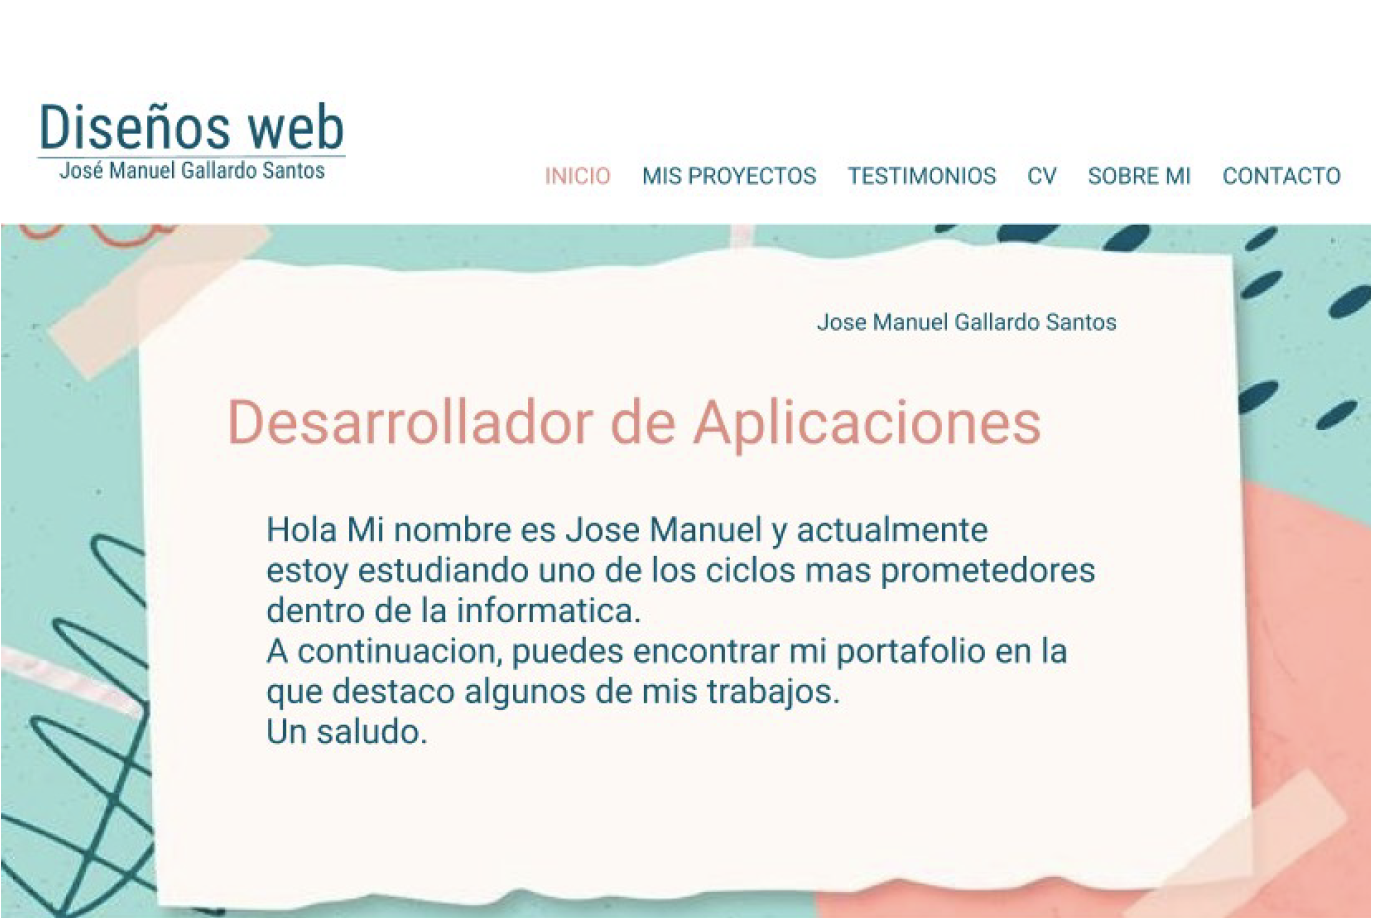 Diseños web
José Manuel Gallardo Santos
INICIO MIS PROYECTOS TESTIMONIOS CV SOBRE MI CONTACTO
Jose Manuel Gallardo Santos
Desarrollador de Aplicaciones
Hola Mi nombre es Jose Manuel y actualmente
estoy estudiando uno de los ciclos mas prometedores
dentro de la informatica.
A continuacion, puedes encontrar mi portafolio en la
que destaco algunos de mis trabajos.
Un saludo.